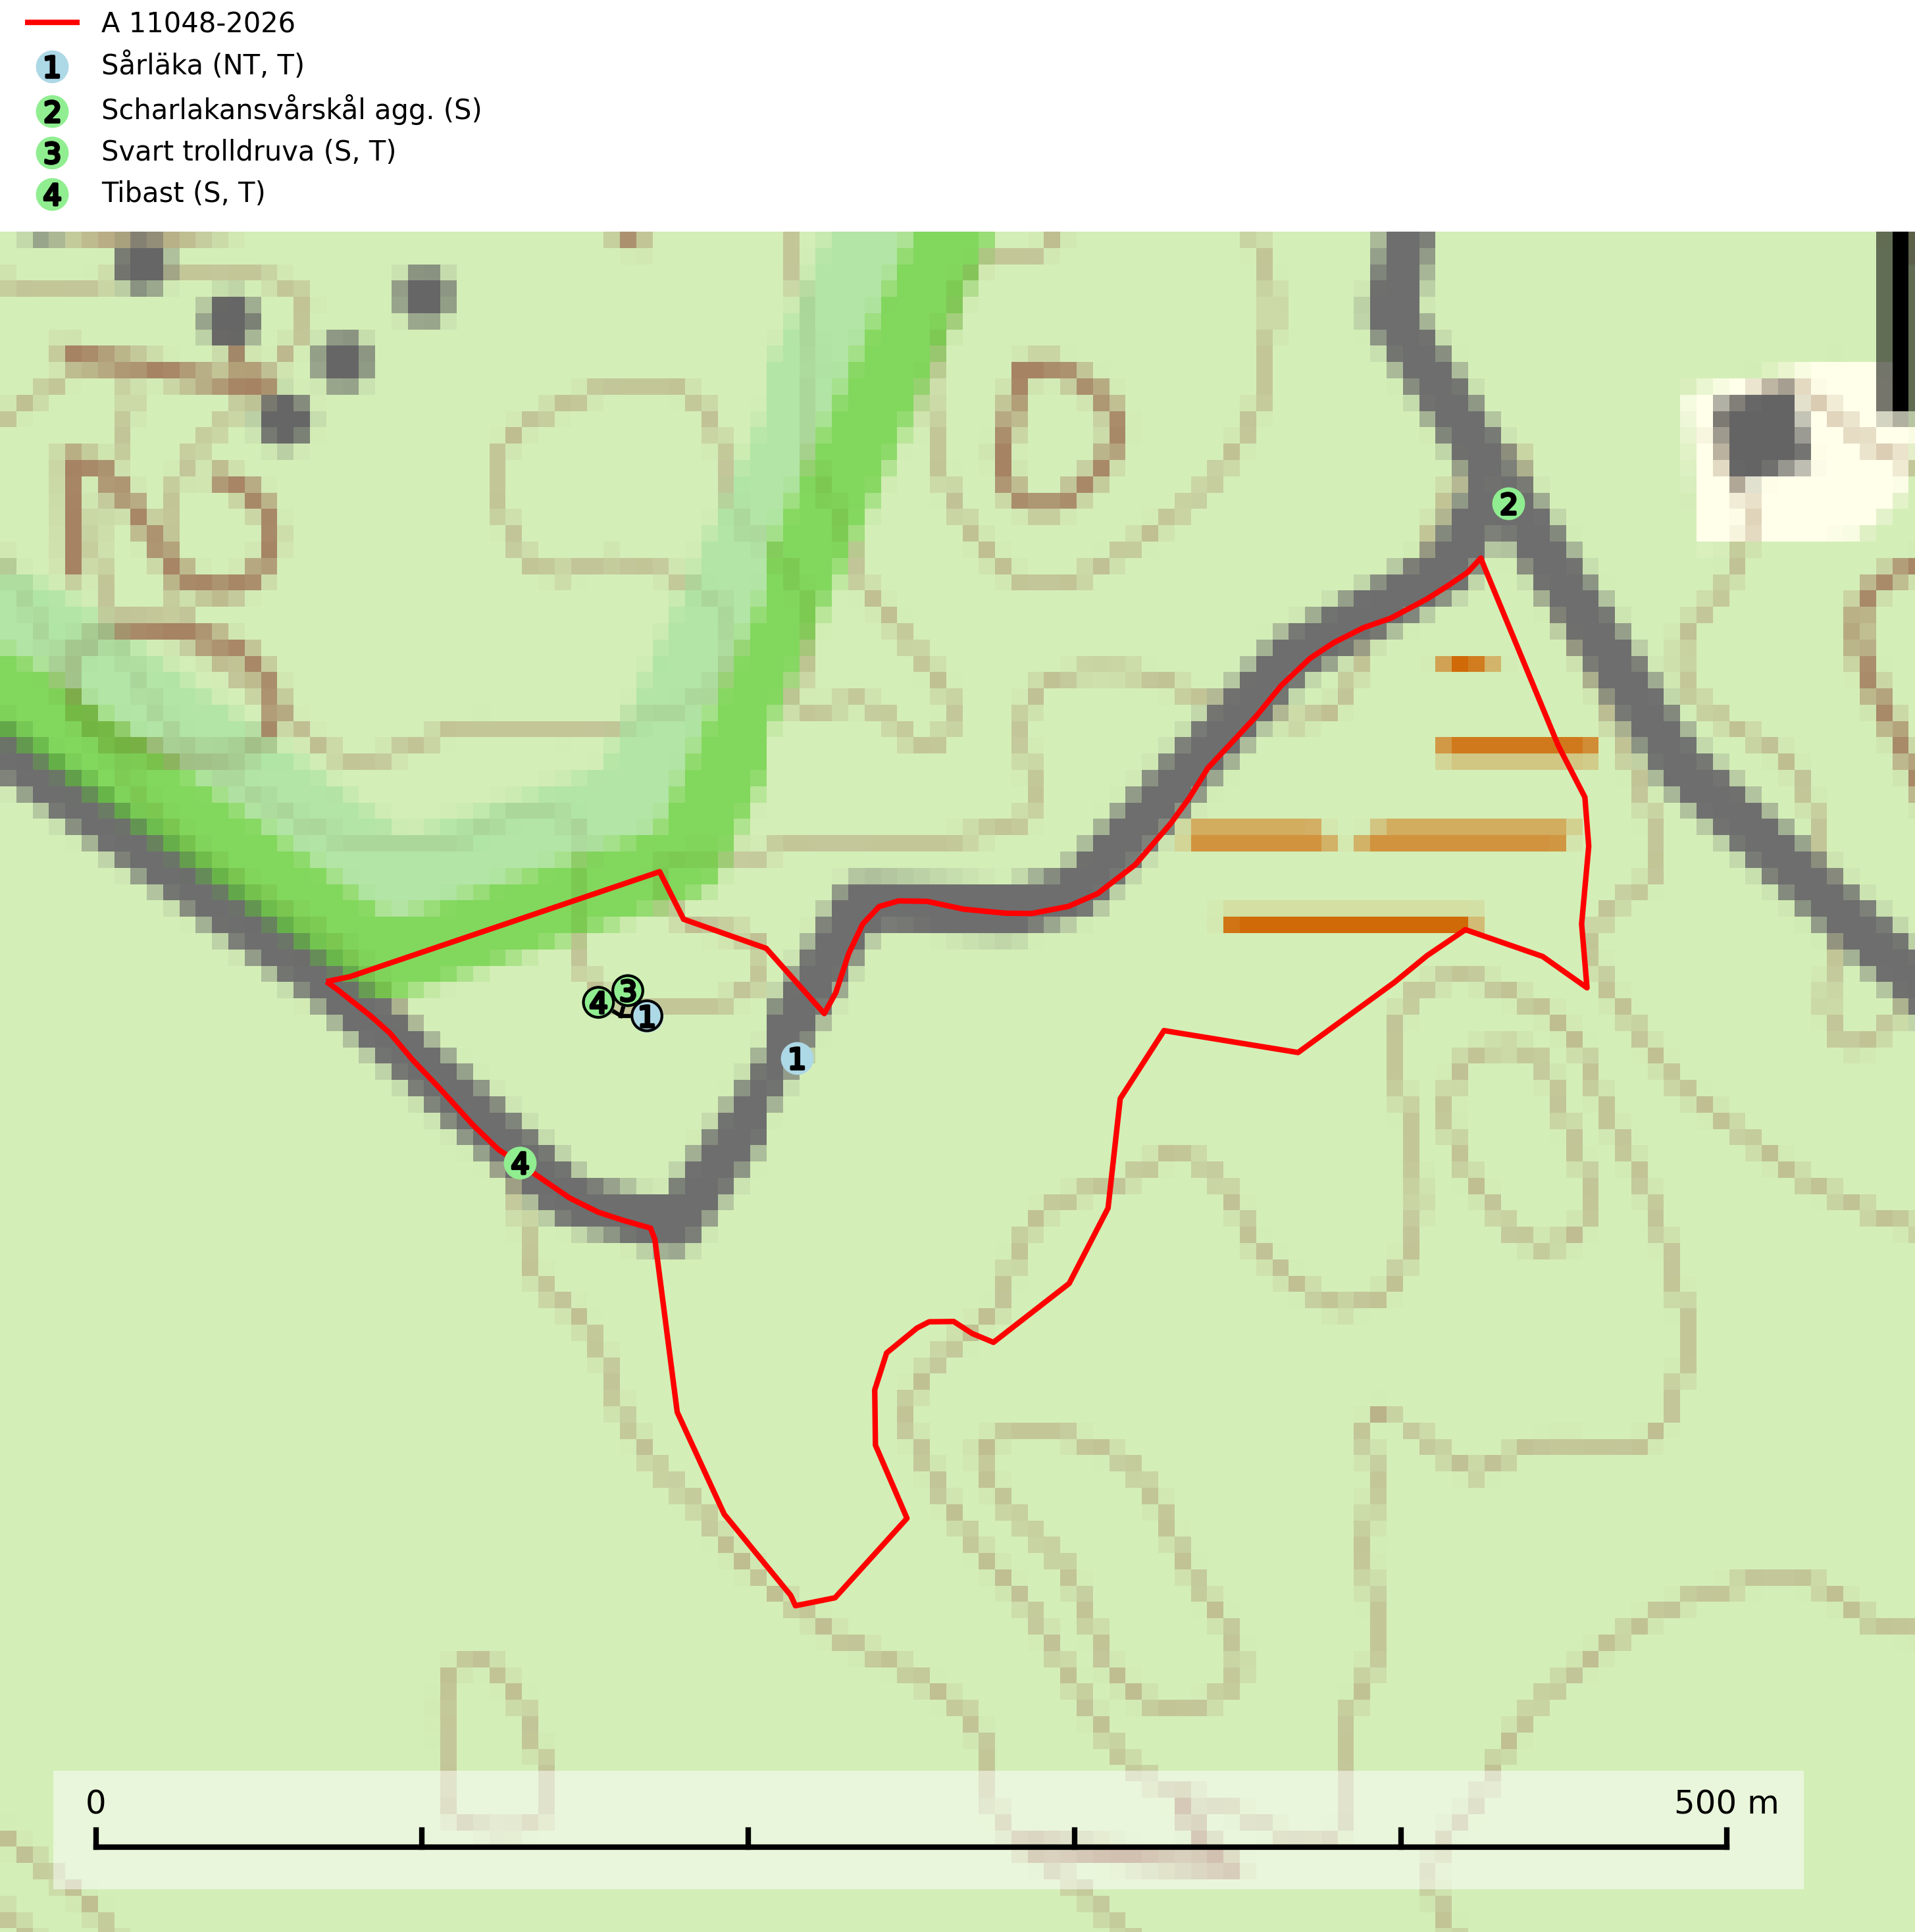 A 11048-2026
1 Sårläka (NT, T)
2 Scharlakansvårskål agg. (S)
3 Svart trolldruva (S, T)
4 Tibast (S, T)
2
3
4
1
1
4
0
500 m